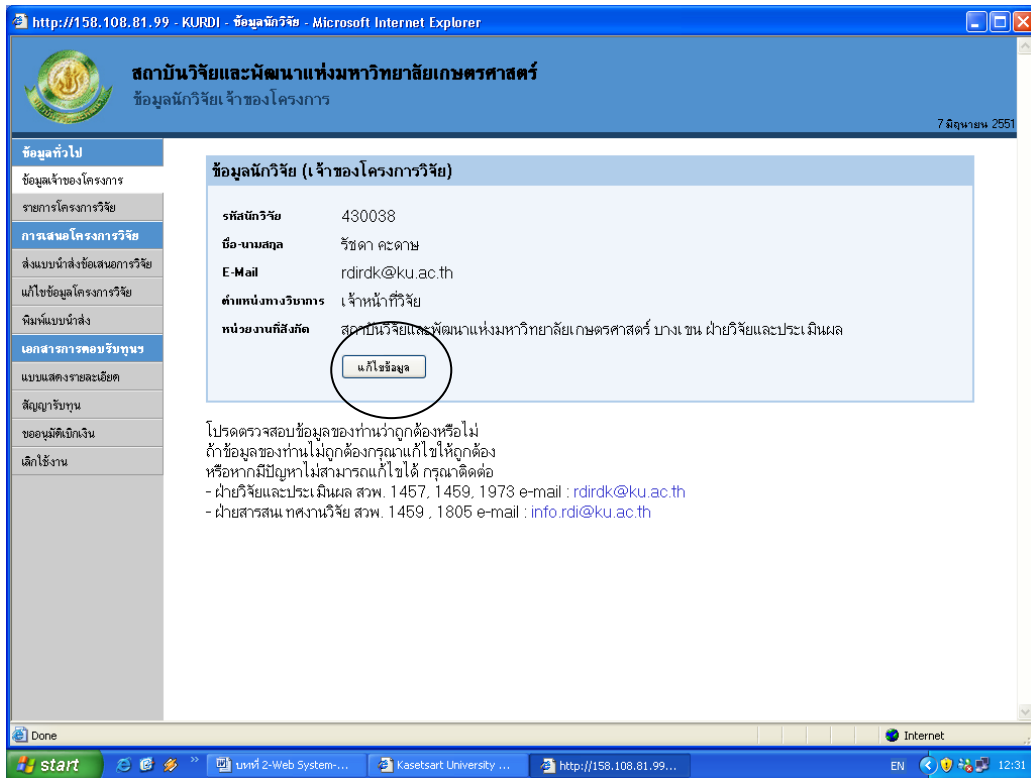 http://158.108.81.99 - KURDI - ข้อมูลนักวิจัย - Microsoft Internet Explorer
สถาบันวิจัยและพัฒนาแห่งมหาวิทยาลัยเกษตรศาสตร์
ข้อมูลนักวิจัยเจ้าของโครงการ
7 มิถุนายน 2551
ข้อมูลทั่วไป
ข้อมูลเจ้าของโครงการ
รายการโครงการวิจัย
การเสนอโครงการวิจัย
ส่งแบบนำส่งข้อเสนอการวิจัย
แก้ไขข้อมูลโครงการวิจัย
พิมพ์แบบนำส่ง
เอกสารการตอบรับทุนฯ
แบบแสดงรายละเอียด
สัญญารับทุน
ขออนุมัติเบิกเงิน
เลิกใช้งาน
ข้อมูลนักวิจัย (เจ้าของโครงการวิจัย)
รหัสนักวิจัย 430038
ชื่อ-นามสกุล รัชดา คะดาษ
E-Mail rdirdk@ku.ac.th
ตำแหน่งทางวิชาการ เจ้าหน้าที่วิจัย
หน่วยงานที่สังกัด สถาบันวิจัยและพัฒนาแห่งมหาวิทยาลัยเกษตรศาสตร์ บางเขน ฝ่ายวิจัยและประเมินผล
แก้ไขข้อมูล
โปรดตรวจสอบข้อมูลของท่านว่าถูกต้องหรือไม่
ถ้าข้อมูลของท่านไม่ถูกต้องกรุณาแก้ไขให้ถูกต้อง
หรือหากมีปัญหาไม่สามารถแก้ไขได้ กรุณาติดต่อ
- ฝ่ายวิจัยและประเมินผล สวพ. 1457, 1459, 1973 e-mail : rdirdk@ku.ac.th
- ฝ่ายสารสนเทศงานวิจัย สวพ. 1459 , 1805 e-mail : info.rdi@ku.ac.th
Done
Internet
start
บทที่ 2-Web System-...
Kasetsart University ...
http://158.108.81.99...
EN
12:31